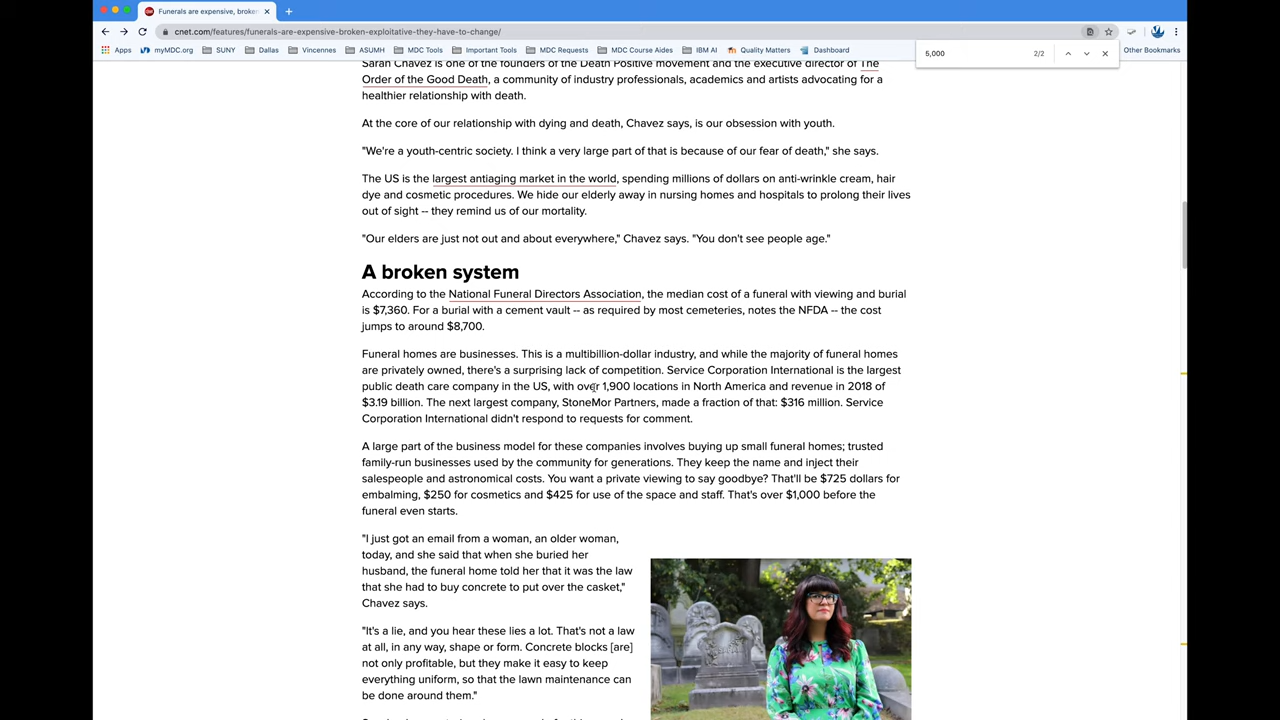 Funerals are expensive, broken
cnet.com/features/funerals-are-expensive-broken-exploitative-they-have-to-change/
Apps myMDC.org SUNY Dallas Vincennes ASUMH MDC Tools Important Tools MDC Requests MDC Course Aides IBM AI Quality Matters Dashboard Other Bookmarks
5,000 2/2
Sarah Chavez is one of the founders of the Death Positive movement and the executive director of The
Order of the Good Death, a community of industry professionals, academics and artists advocating for a
healthier relationship with death.
At the core of our relationship with dying and death, Chavez says, is our obsession with youth.
"We're a youth-centric society. I think a very large part of that is because of our fear of death," she says.
The US is the largest antiaging market in the world, spending millions of dollars on anti-wrinkle cream, hair
dye and cosmetic procedures. We hide our elderly away in nursing homes and hospitals to prolong their lives
out of sight -- they remind us of our mortality.
"Our elders are just not out and about everywhere," Chavez says. "You don't see people age."
A broken system
According to the National Funeral Directors Association, the median cost of a funeral with viewing and burial
is $7,360. For a burial with a cement vault -- as required by most cemeteries, notes the NFDA -- the cost
jumps to around $8,700.
Funeral homes are businesses. This is a multibillion-dollar industry, and while the majority of funeral homes
are privately owned, there's a surprising lack of competition. Service Corporation International is the largest
public death care company in the US, with over 1,900 locations in North America and revenue in 2018 of
$3.19 billion. The next largest company, StoneMor Partners, made a fraction of that: $316 million. Service
Corporation International didn't respond to requests for comment.
A large part of the business model for these companies involves buying up small funeral homes; trusted
family-run businesses used by the community for generations. They keep the name and inject their
salespeople and astronomical costs. You want a private viewing to say goodbye? That'll be $725 dollars for
embalming, $250 for cosmetics and $425 for use of the space and staff. That's over $1,000 before the
funeral even starts.
"I just got an email from a woman, an older woman,
today, and she said that when she buried her
husband, the funeral home told her that it was the law
that she had to buy concrete to put over the casket,"
Chavez says.
"It's a lie, and you hear these lies a lot. That's not a law
at all, in any way, shape or form. Concrete blocks [are]
not only profitable, but they make it easy to keep
everything uniform, so that the lawn maintenance can
be done around them."